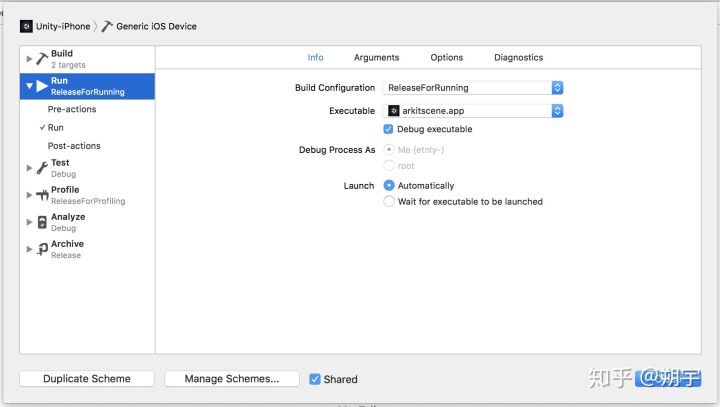 Unity-iPhone
Generic iOS Device
Build
2 targets
Run
ReleaseForRunning
Pre-actions
Run
Post-actions
Test
Debug
Profile
ReleaseForProfiling
Analyze
Debug
Archive
Release
Info Arguments Options Diagnostics
Build Configuration ReleaseForRunning
Executable arkitscene.app
Debug executable
Debug Process As Me (etnly-)
root
Launch Automatically
Wait for executable to be launched
Duplicate Scheme Manage Schemes... Shared
知乎 @朔宇